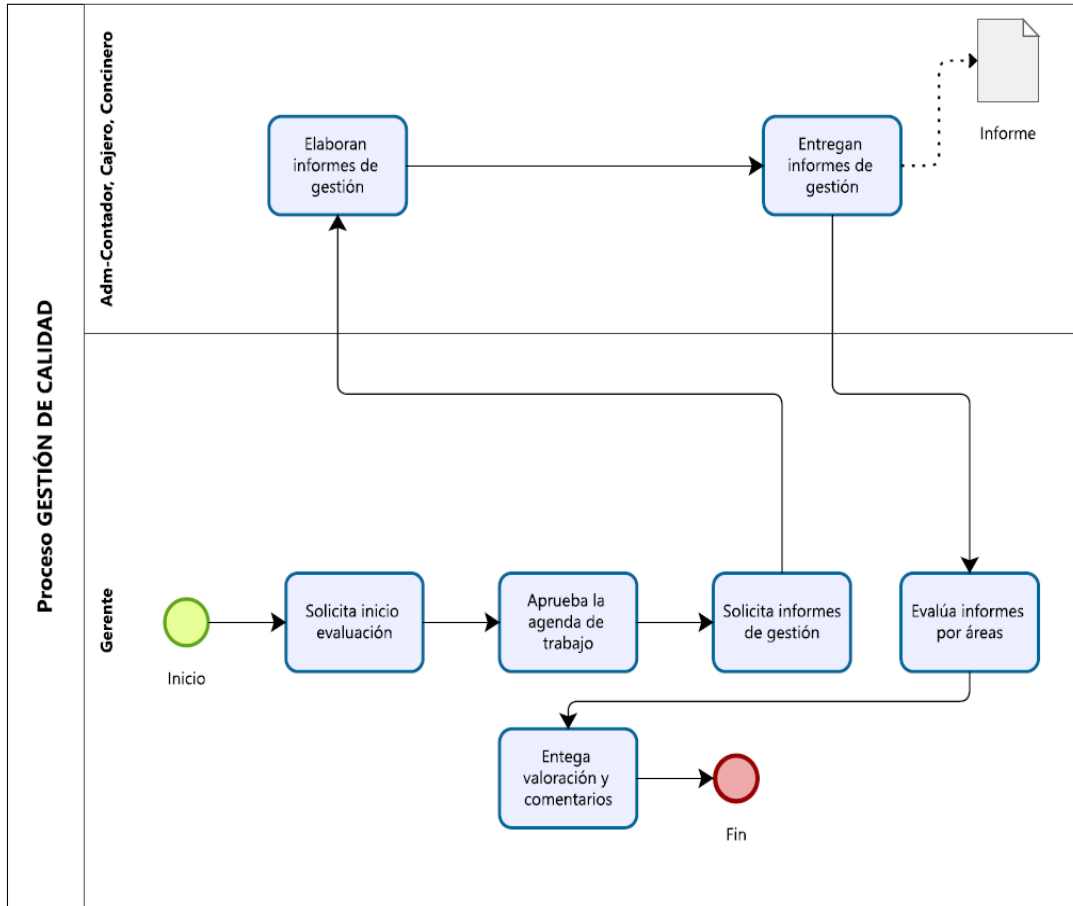 Proceso GESTIÓN DE CALIDAD
Adm-Contador, Cajero, Concinero
Elaboran
informes de
gestión
Entregan
informes de
gestión
Informe
Gerente
Inicio
Solicita inicio
evaluación
Aprueba la
agenda de
trabajo
Solicita informes
de gestión
Evalúa informes
por áreas
Entega
valoración y
comentarios
Fin